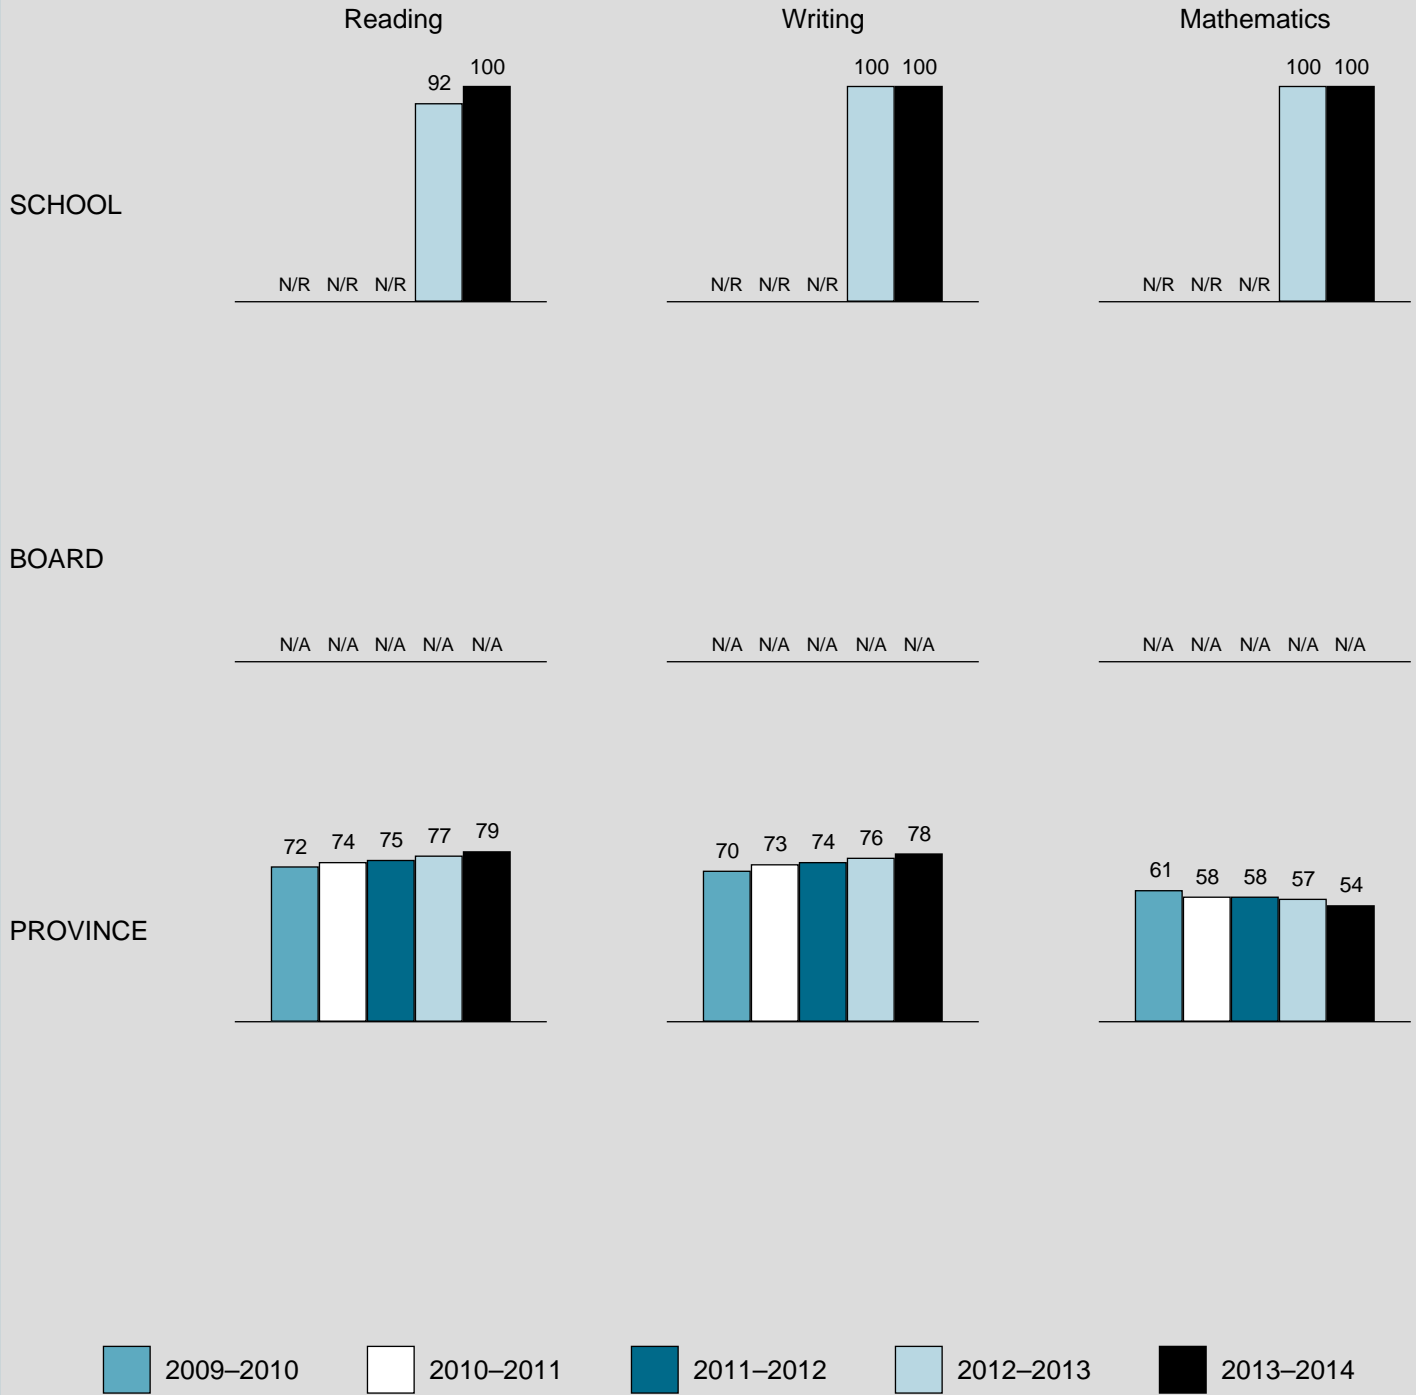 Reading Writing Mathematics
92 100 100 100 100 100
SCHOOL
N/R N/R N/R N/R N/R N/R N/R N/R N/R
BOARD
N/A N/A N/A N/A N/A N/A N/A N/A N/A N/A N/A N/A N/A N/A N/A
72 74 75 77 79 70 73 74 76 78 61 58 58 57 54
PROVINCE
2009–2010 2010–2011 2011–2012 2012–2013 2013–2014